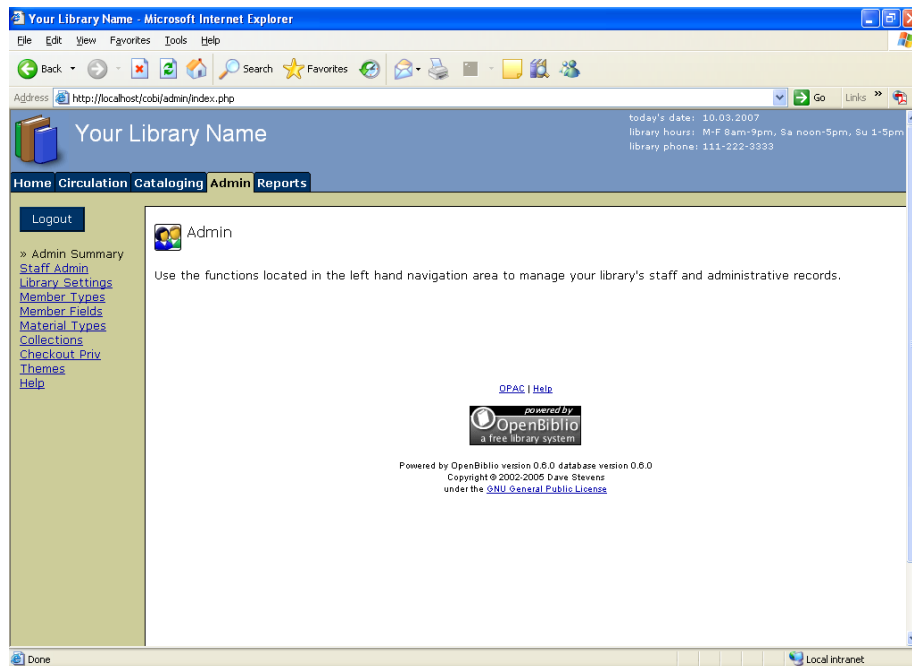 Your Library Name - Microsoft Internet Explorer
File Edit View Favorites Tools Help
Back Search Favorites
Address http://localhost/cobi/admin/index.php Go Links »
Your Library Name
today's date: 10.03.2007
library hours: M-F 8am-9pm, Sa noon-5pm, Su 1-5pm
library phone: 111-222-3333
Home Circulation Cataloging Admin Reports
Logout
» Admin Summary
Staff Admin
Library Settings
Member Types
Member Fields
Material Types
Collections
Checkout Priv
Themes
Help
Admin
Use the functions located in the left hand navigation area to manage your library's staff and administrative records.
OPAC | Help
powered by
OpenBiblio
a free library system
Powered by OpenBiblio version 0.6.0 database version 0.6.0
Copyright © 2002-2005 Dave Stevens
under the GNU General Public License
Done Local intranet